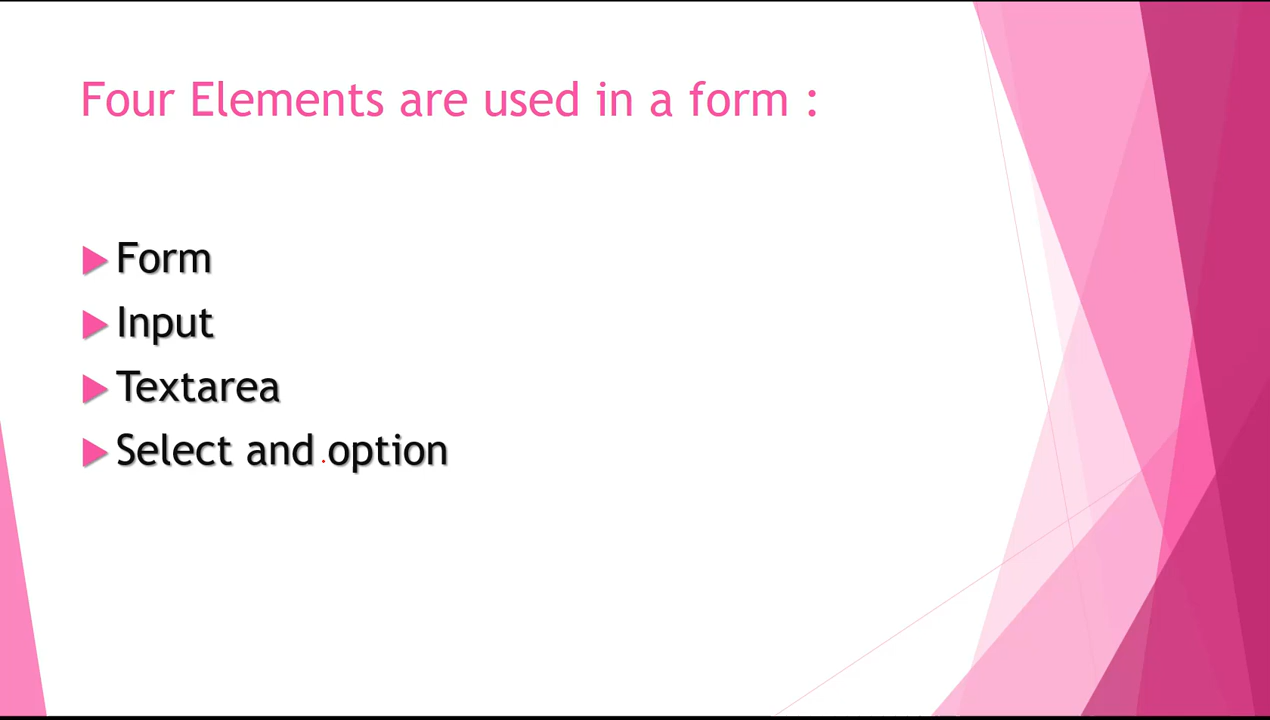 Four Elements are used in a form :
Form
Input
Textarea
Select and option